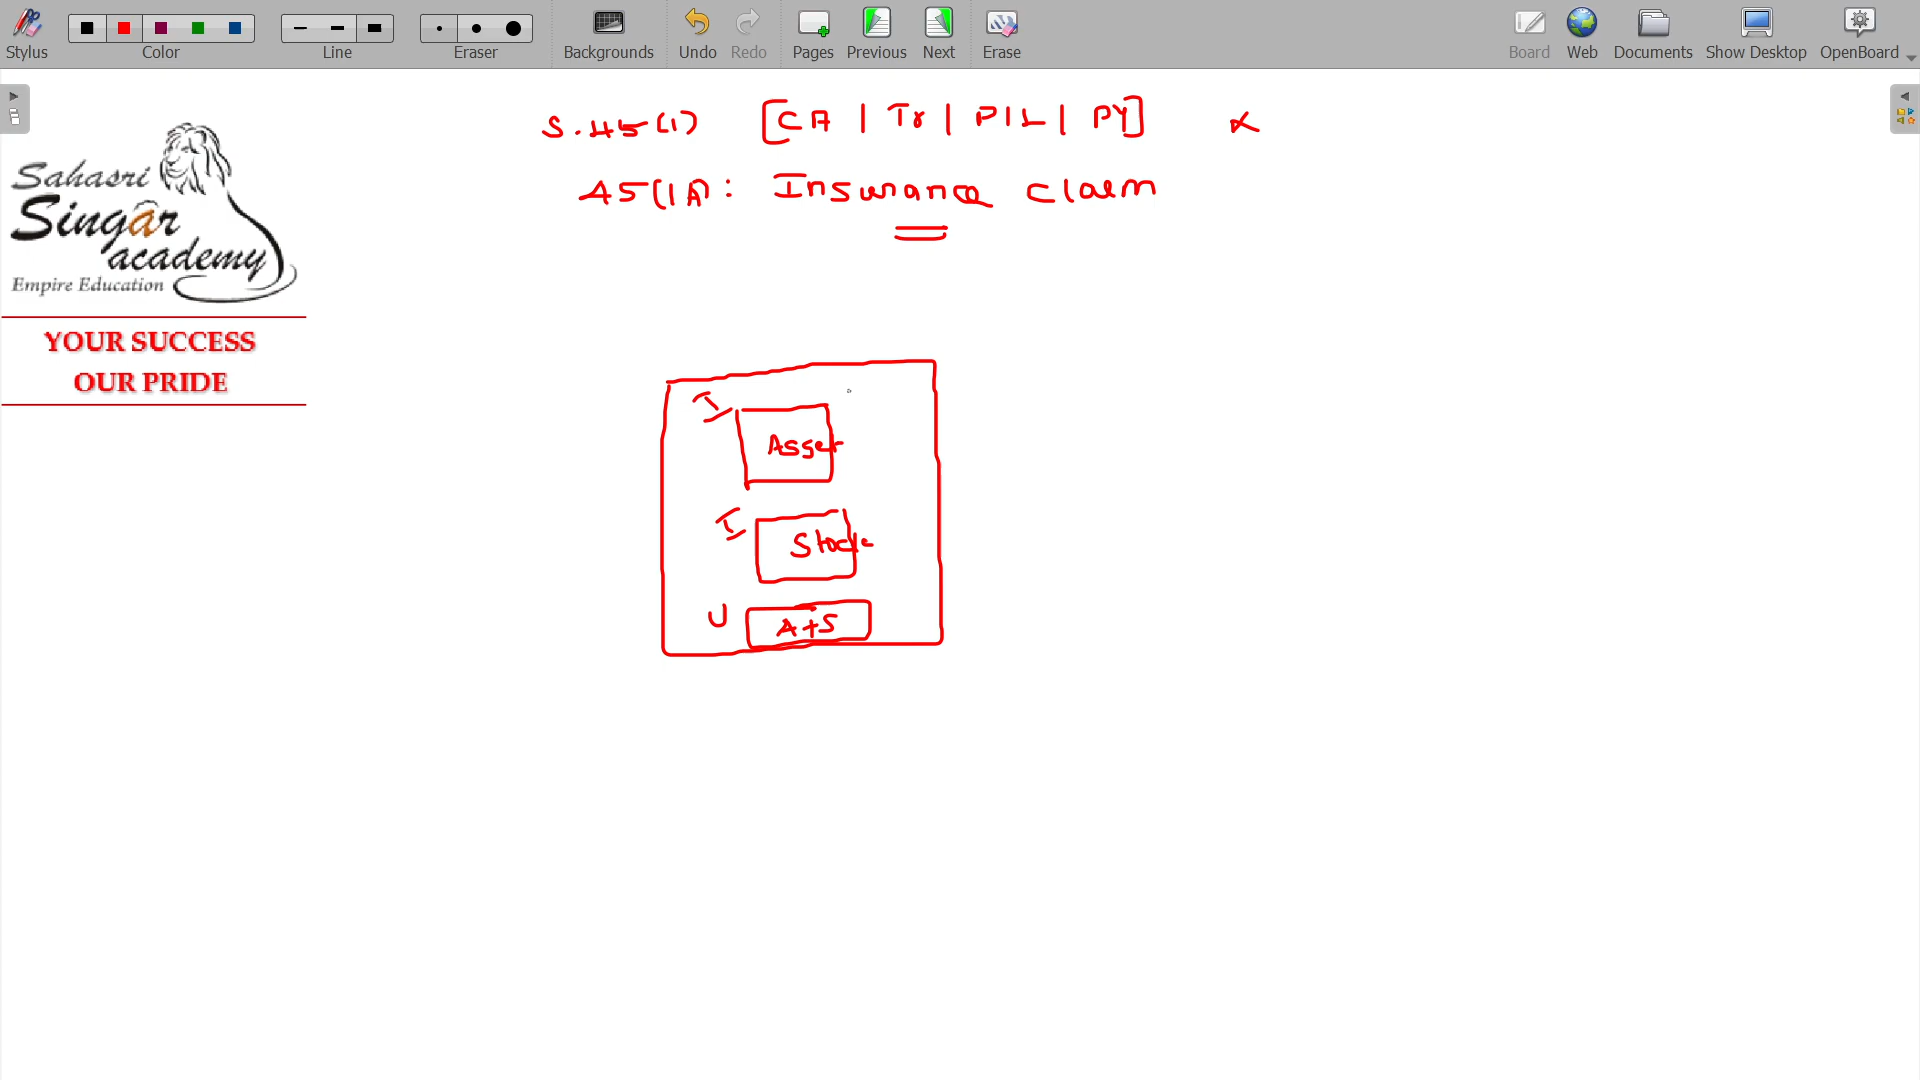 Stylus Color Line Eraser Backgrounds Undo Redo Pages Previous Next Erase Board Web Documents Show Desktop OpenBoard
S.45(1) [CA | Tr | P/L | PY]
45(1A): Insurance claim
Sahasri
Singar
academy
Empire Education
YOUR SUCCESS
OUR PRIDE
I
Asset
I
Stock
U
A+S